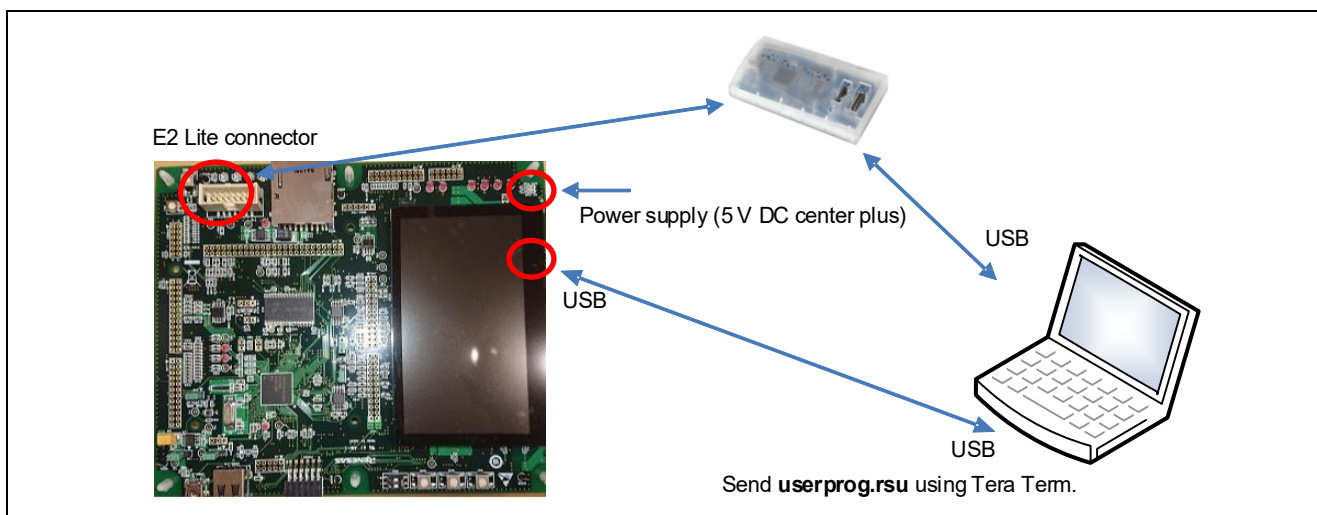 E2 Lite connector
Power supply (5 V DC center plus)
USB
USB
USB
Send userprog.rsu using Tera Term.